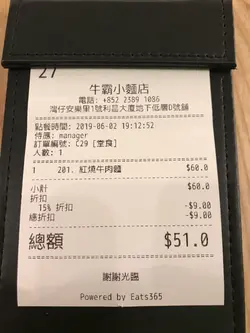 27
牛霸小麵店
電話: +852 2389 1086
灣仔安樂里1號利區大廈地下低層D號舖
點餐時間: 2019-06-02 19:12:52
侍應: manager
訂單編號: C29 [堂食]
人數: 1
1 201. 紅燒牛肉麵 $60.0
小計 $60.0
折扣
15% 折扣 -$9.00
總折扣 -$9.00
總額 $51.0
謝謝光臨
Powered by Eats365